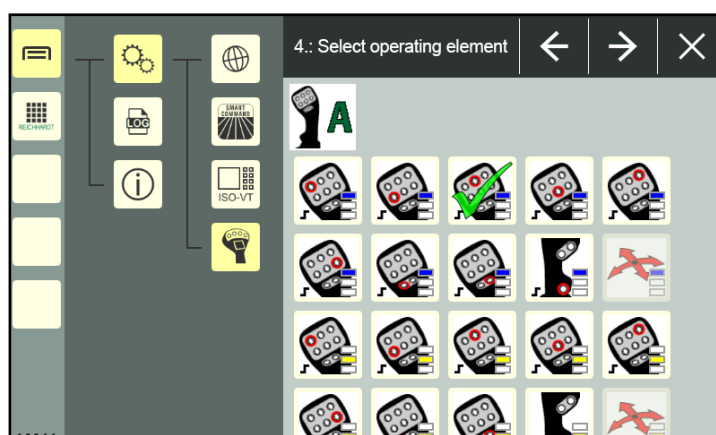 4.: Select operating element
REICHHARDT
LOG
SMART
COMMAND
ISO-VT
A